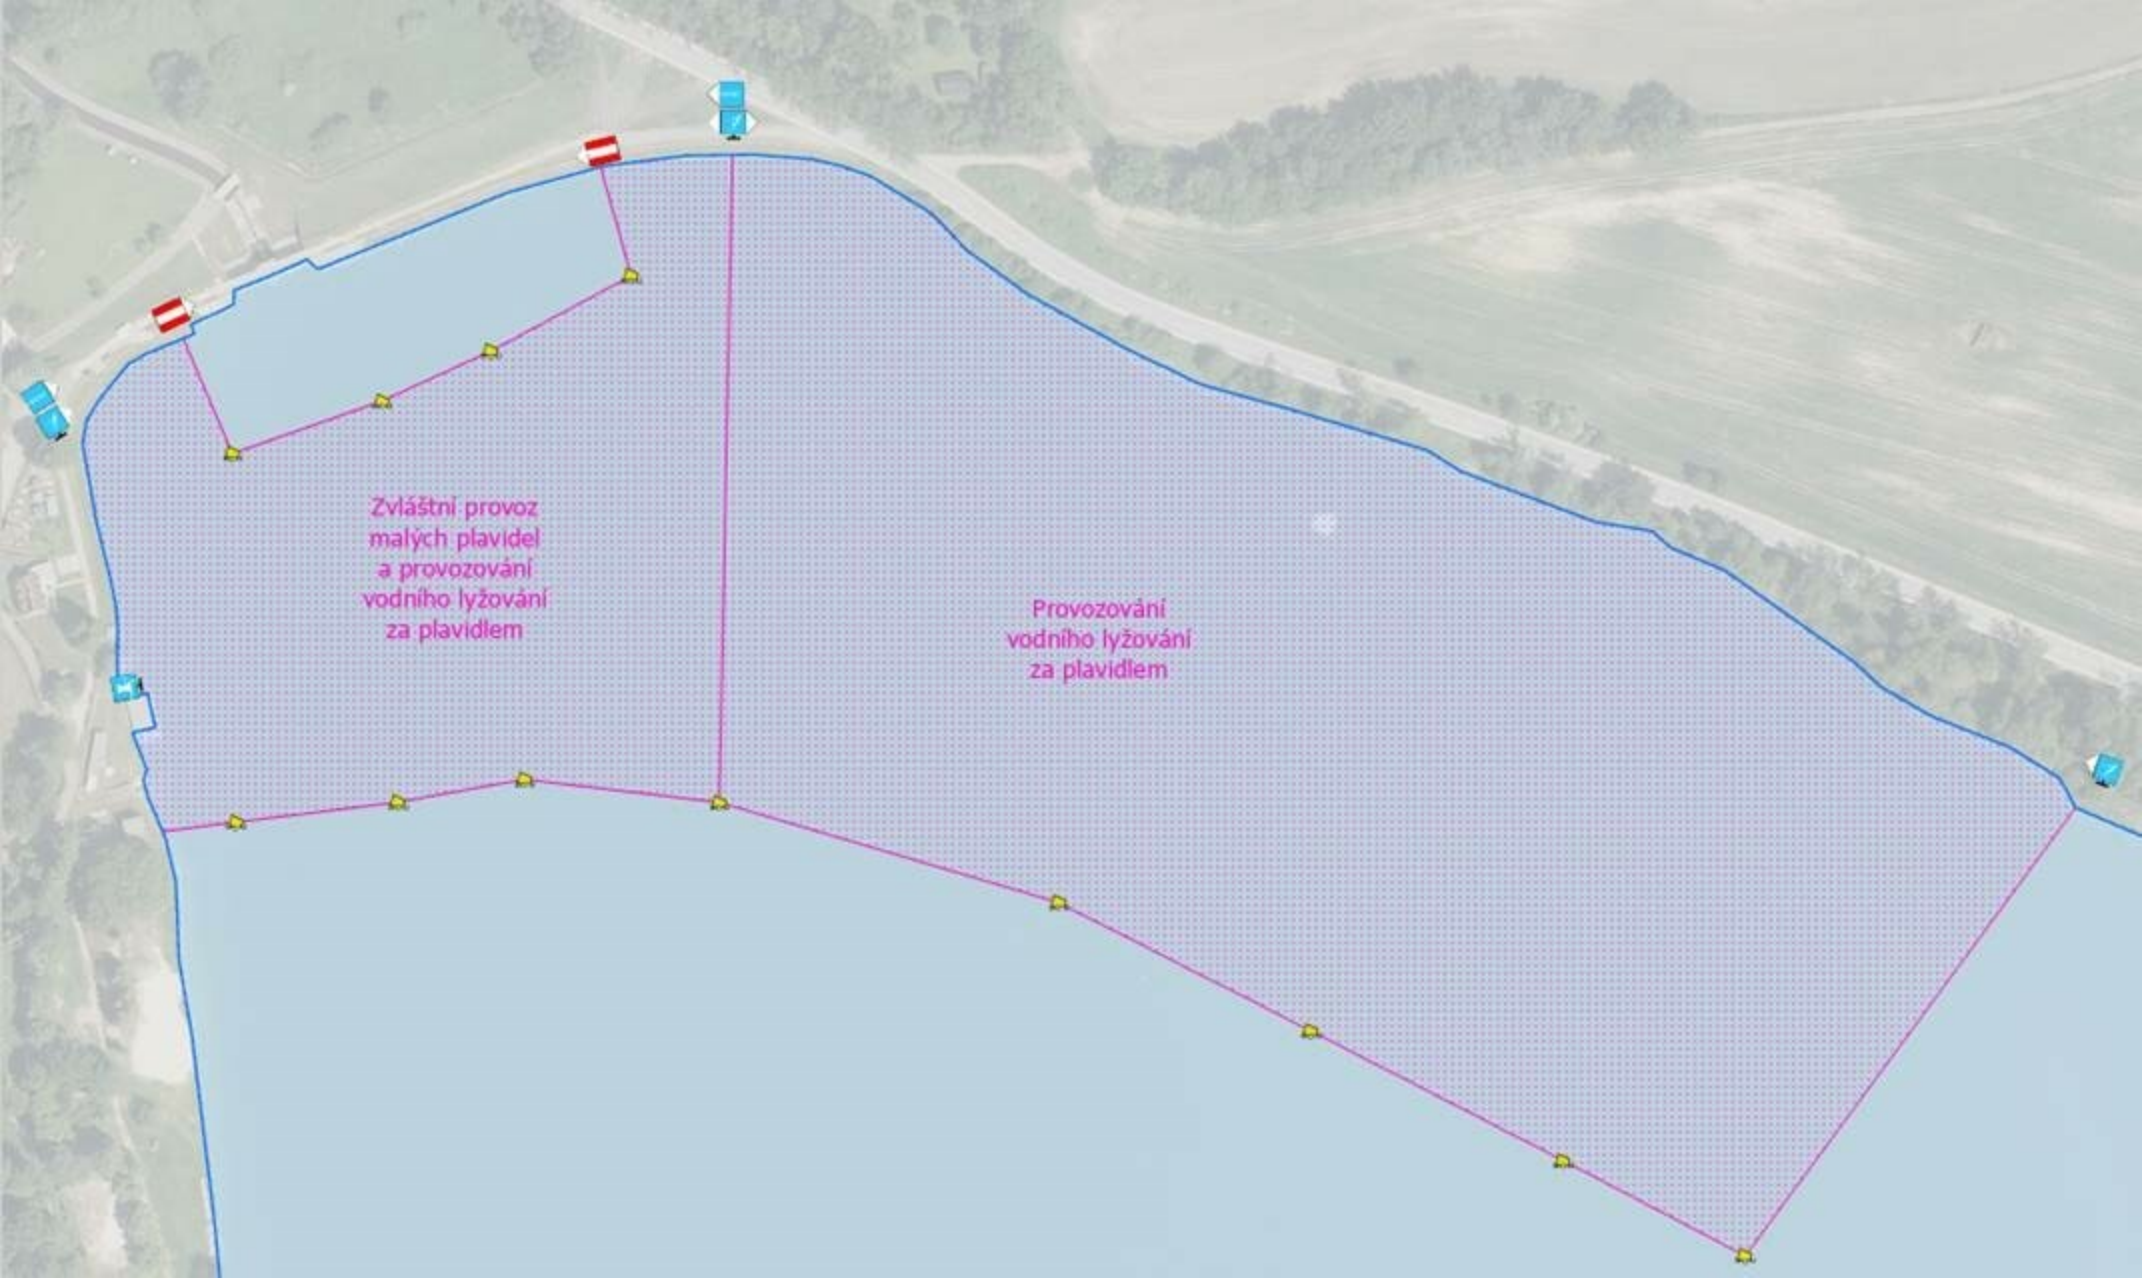 Zvláštní provoz
malých plavidel
a provozování
vodního lyžování
za plavidlem
Provozování
vodního lyžování
za plavidlem